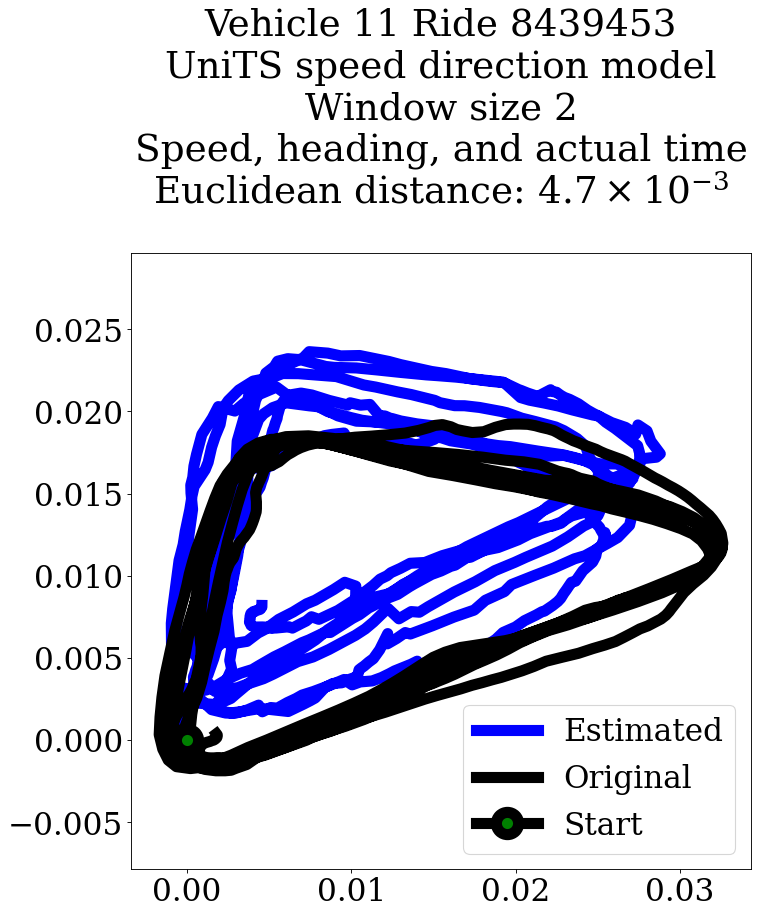 Vehicle 11 Ride 8439453
UniTS speed direction model
Window size 2
Speed, heading, and actual time
Euclidean distance: 4.7 × 10⁻³
0.025
0.020
0.015
0.010
0.005
0.000
−0.005
Estimated
Original
Start
0.00 0.01 0.02 0.03